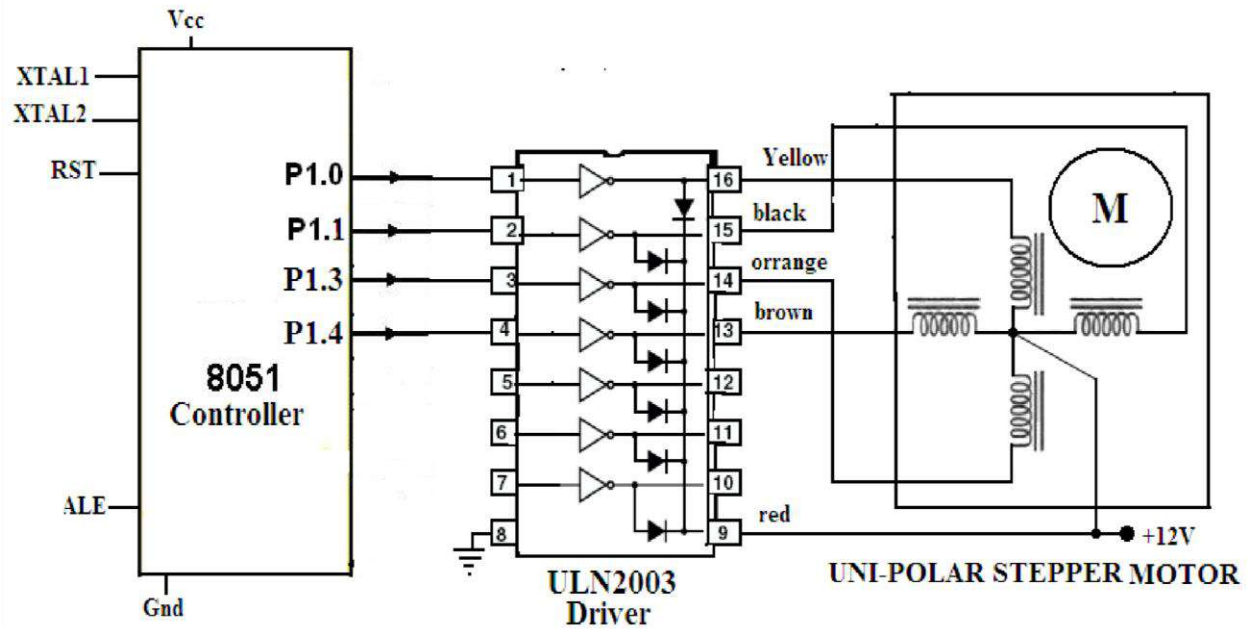 Vcc
XTAL1
XTAL2
RST
P1.0
P1.1
P1.3
P1.4
8051
Controller
ALE
Gnd
1
2
3
4
5
6
7
8
16
15
14
13
12
11
10
9
ULN2003
Driver
Yellow
black
orrange
brown
red
M
+12V
UNI-POLAR STEPPER MOTOR